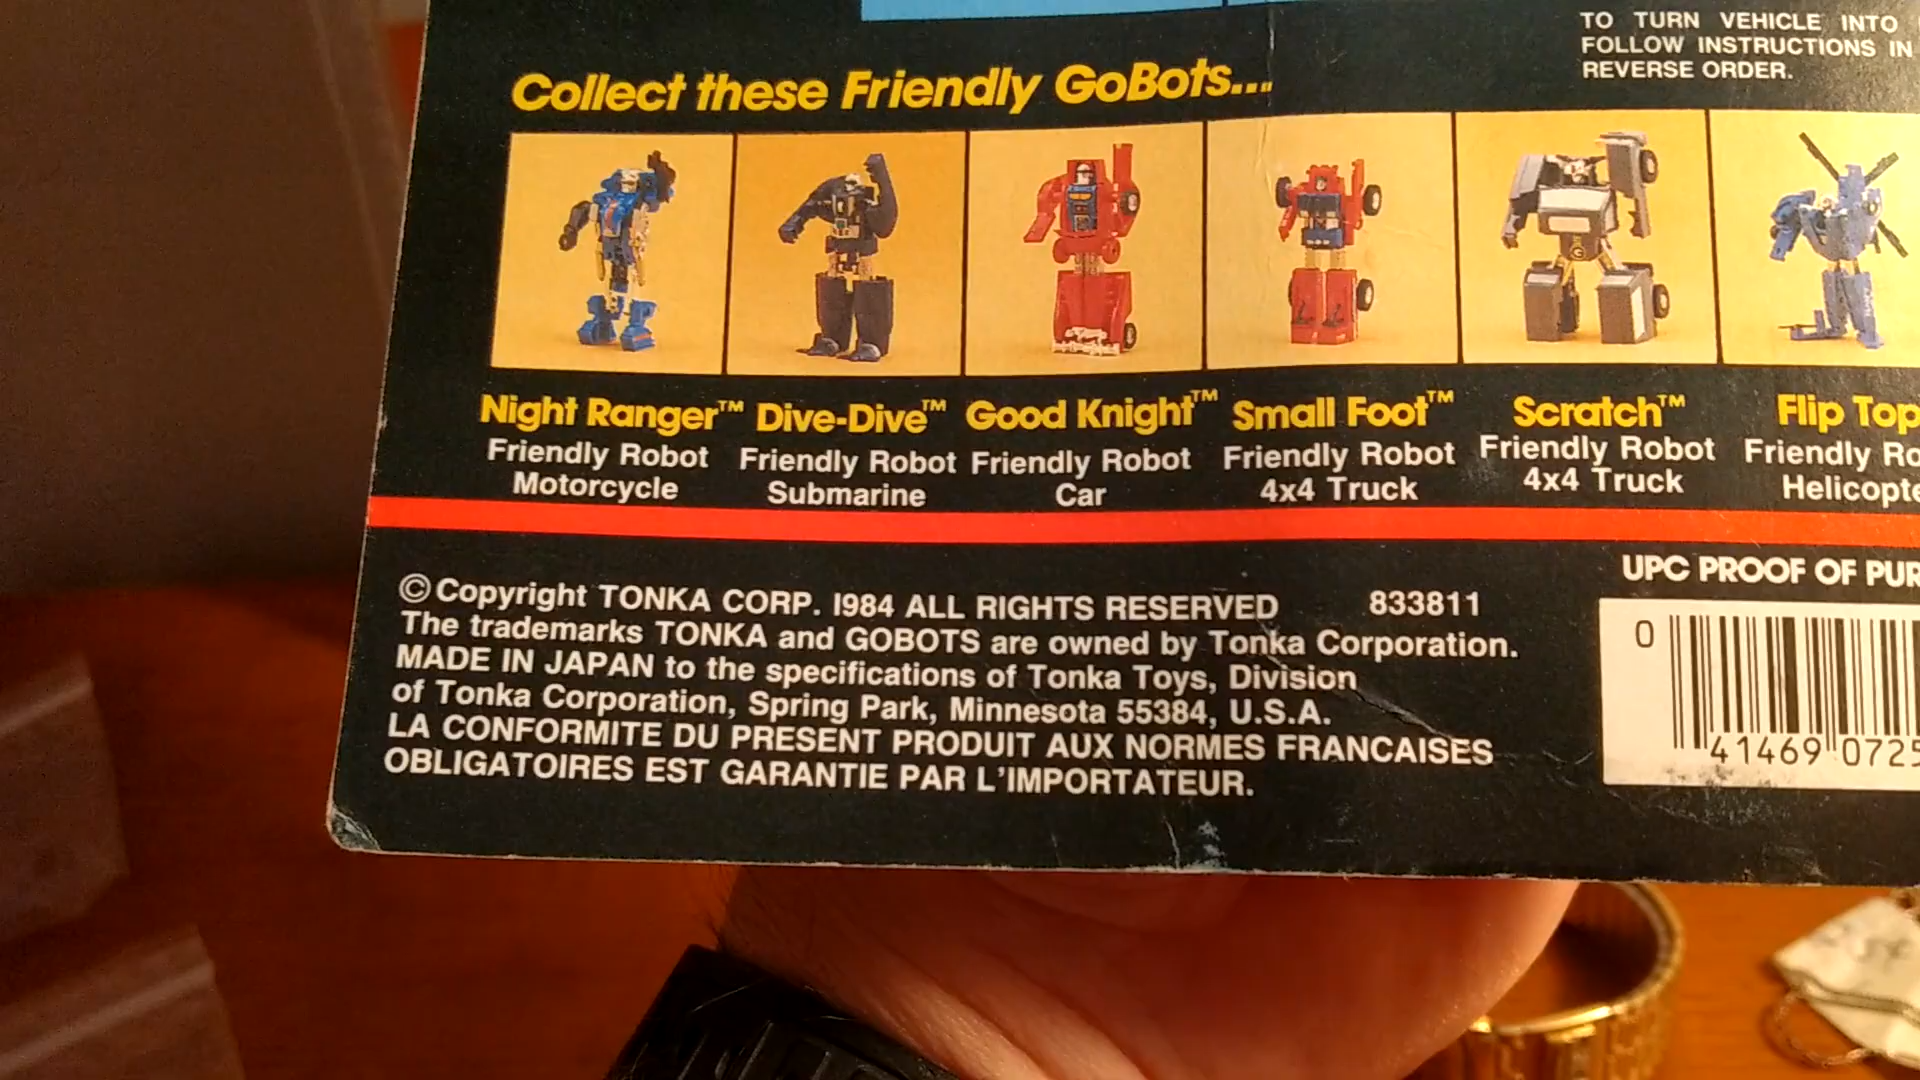 TO TURN VEHICLE INTO
FOLLOW INSTRUCTIONS IN
REVERSE ORDER.
Collect these Friendly GoBots...
Night Ranger™ Dive-Dive™ Good Knight™ Small Foot™ Scratch™ Flip Top
Friendly Robot Friendly Robot Friendly Robot Friendly Robot Friendly Robot Friendly
Motorcycle Submarine Car 4x4 Truck 4x4 Truck
©Copyright TONKA CORP. 1984 ALL RIGHTS RESERVED 833811
The trademarks TONKA and GOBOTS are owned by Tonka Corporation.
MADE IN JAPAN to the specifications of Tonka Toys, Division
of Tonka Corporation, Spring Park, Minnesota 55384, U.S.A.
LA CONFORMITE DU PRESENT PRODUIT AUX NORMES FRANCAISES
OBLIGATOIRES EST GARANTIE PAR L'IMPORTATEUR.
UPC PROOF OF
0 41469 0725